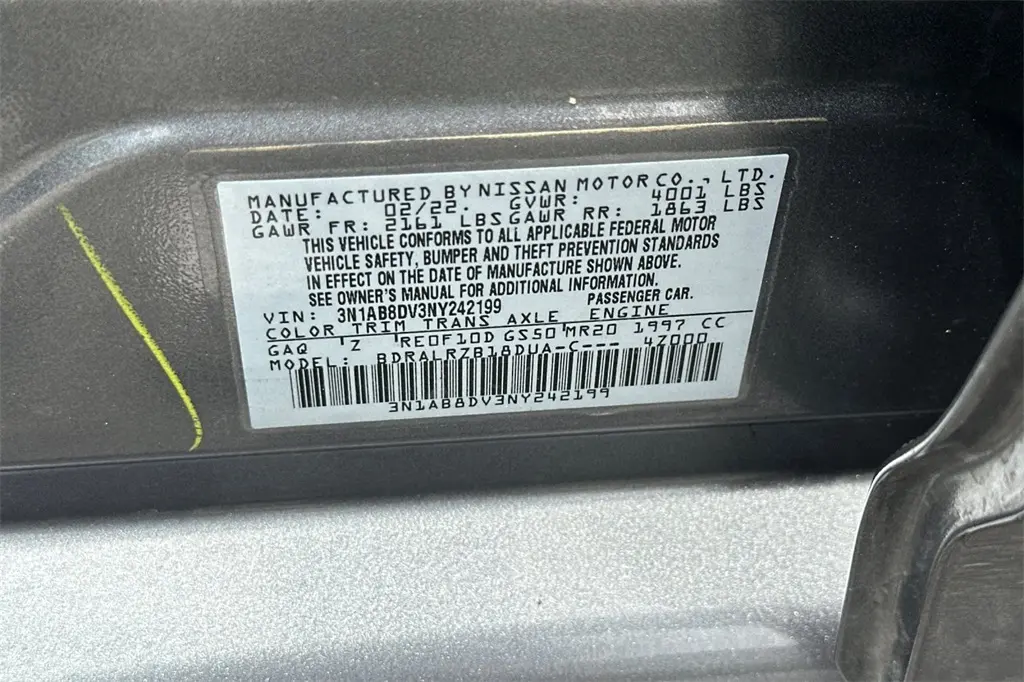 MANUFACTURED BY NISSAN MOTOR CO., LTD.
DATE: 02/22. GVWR: 4001 LBS
GAWR FR: 2161 LBS GAWR RR: 1863 LBS
THIS VEHICLE CONFORMS TO ALL APPLICABLE FEDERAL MOTOR
VEHICLE SAFETY, BUMPER AND THEFT PREVENTION STANDARDS
IN EFFECT ON THE DATE OF MANUFACTURE SHOWN ABOVE.
SEE OWNER'S MANUAL FOR ADDITIONAL INFORMATION.
VIN: 3N1AB8DV3NY242199 PASSENGER CAR.
COLOR TRIM TRANS AXLE ENGINE
GAQ Z RE0F10D GS50 MR20 1997 CC
MODEL: BDRALRZB18DUA-C--- 4Z000
3N1AB8DV3NY242199